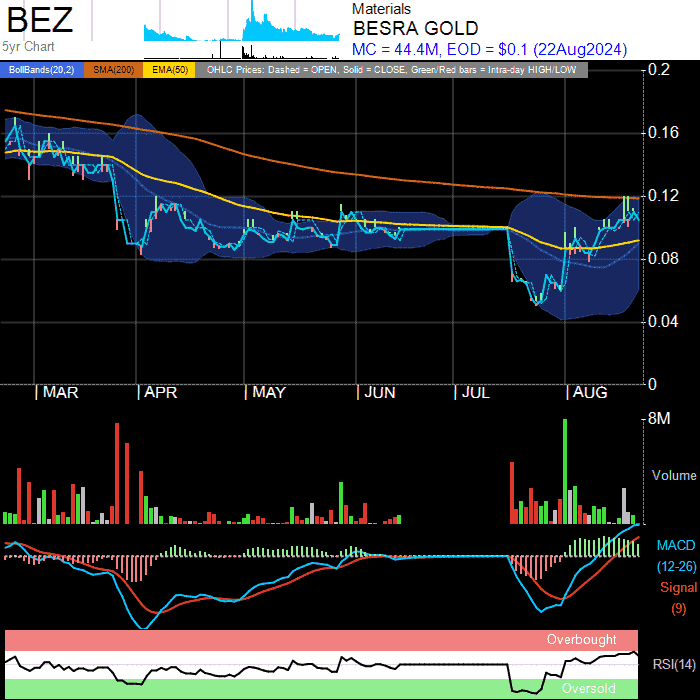 BEZ
5yr Chart
Materials
BESRA GOLD
MC = 44.4M, EOD = $0.1 (22Aug2024)
BollBands(20,2) SMA(200) EMA(50) OHLC Prices: Dashed = OPEN, Solid = CLOSE, Green/Red bars = Intra-day HIGH/LOW
0.2
0.16
0.12
0.08
0.04
0
| MAR | APR | MAY | JUN | JUL | AUG
8M
Volume
MACD
(12-26)
Signal
(9)
Overbought
RSI(14)
Oversold